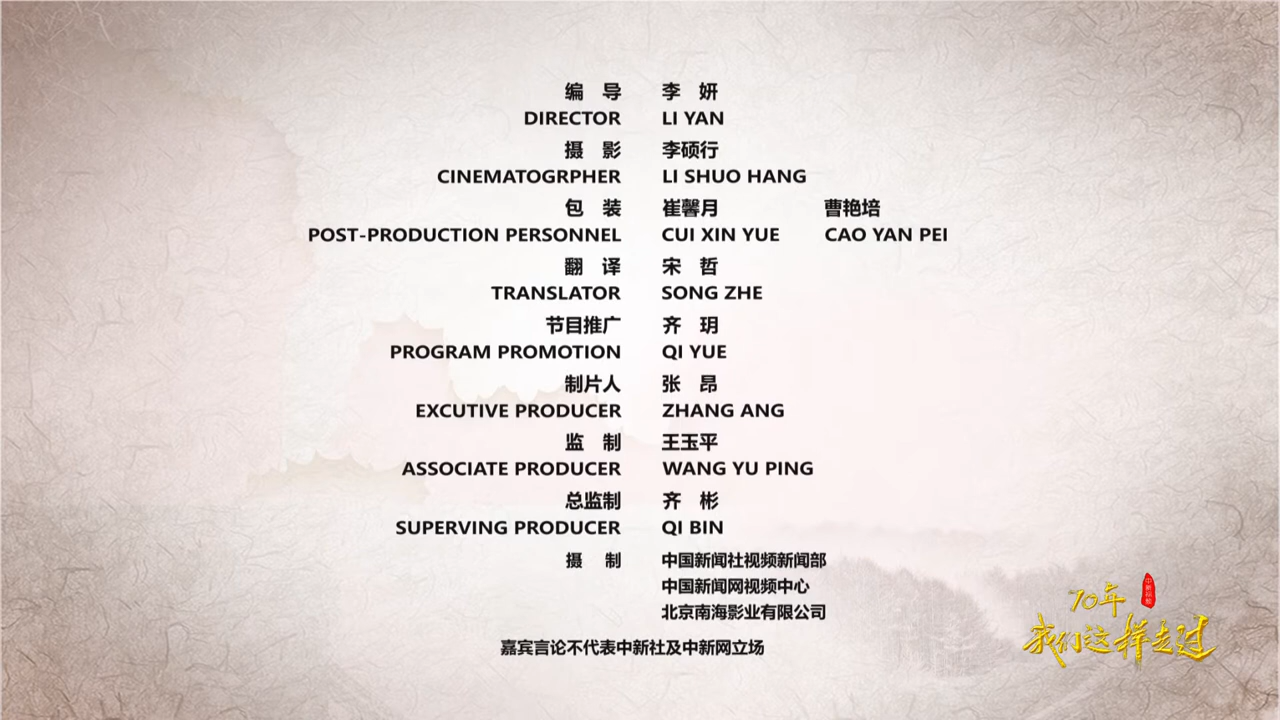 编 导 李 妍
DIRECTOR LI YAN
摄 影 李硕行
CINEMATOGRPHER LI SHUO HANG
包 装 崔馨月 曹艳培
POST-PRODUCTION PERSONNEL CUI XIN YUE CAO YAN PEI
翻 译 宋 哲
TRANSLATOR SONG ZHE
节目推广 齐 玥
PROGRAM PROMOTION QI YUE
制片人 张 昂
EXCUTIVE PRODUCER ZHANG ANG
监 制 王玉平
ASSOCIATE PRODUCER WANG YU PING
总监制 齐 彬
SUPERVING PRODUCER QI BIN
摄 制 中国新闻社视频新闻部
中国新闻网视频中心
北京南海影业有限公司
嘉宾言论不代表中新社及中新网立场
70年
我们这样走过